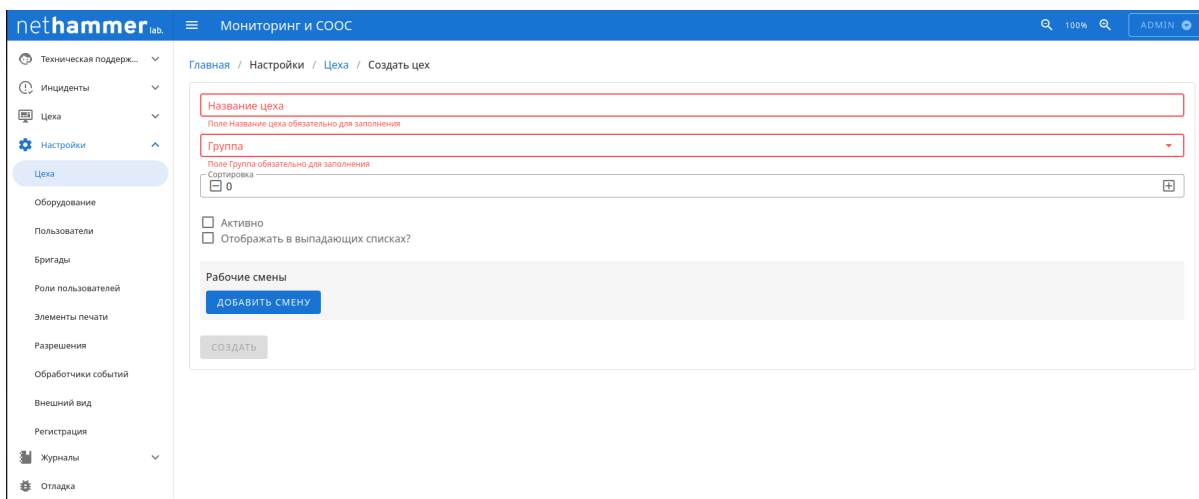 nethammer lab.
Мониторинг и СООС
100%
ADMIN
Техническая поддерж...
Инциденты
Цеха
Настройки
Цеха
Оборудование
Пользователи
Бригады
Роли пользователей
Элементы печати
Разрешения
Обработчики событий
Внешний вид
Регистрация
Журналы
Отладка
Главная / Настройки / Цеха / Создать цех
Название цеха
Поле Название цеха обязательно для заполнения
Группа
Поле Группа обязательно для заполнения
Сортировка
0
Активно
Отображать в выпадающих списках?
Рабочие смены
ДОБАВИТЬ СМЕНУ
СОЗДАТЬ